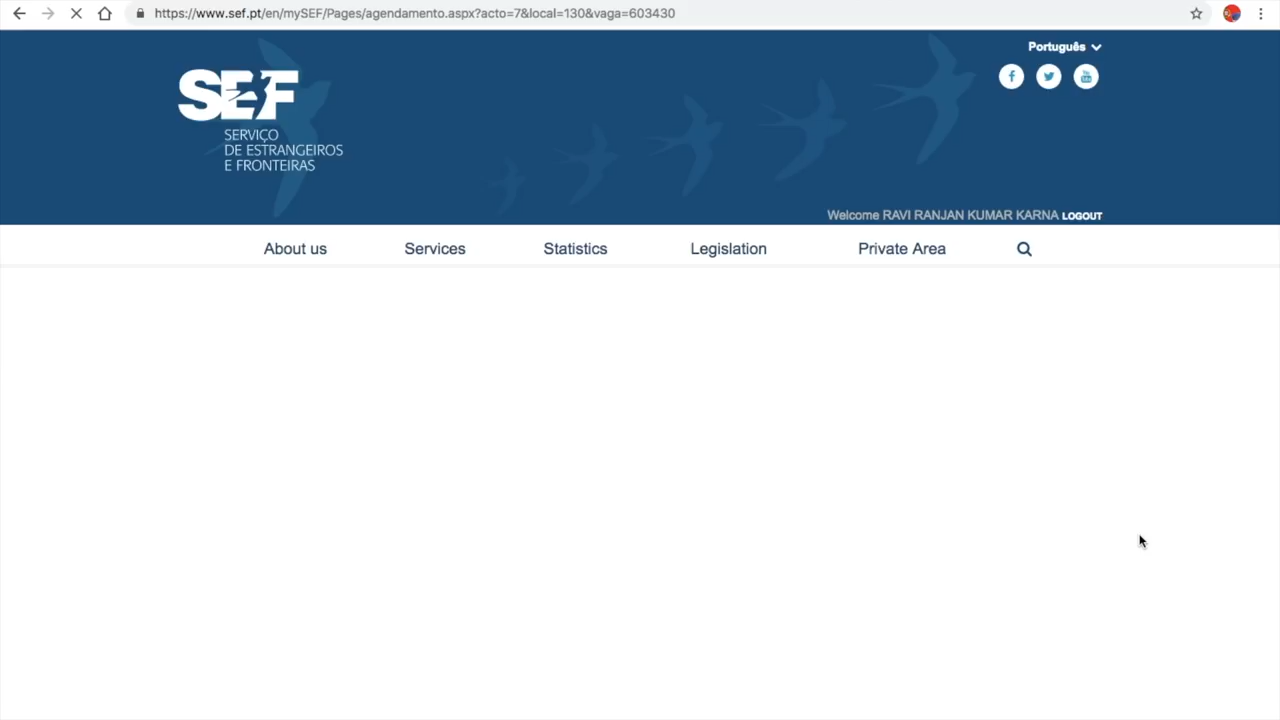 https://www.sef.pt/en/mySEF/Pages/agendamento.aspx?acto=7&local=130&vaga=603430
Português
SEF
SERVIÇO
DE ESTRANGEIROS
E FRONTEIRAS
Welcome RAVI RANJAN KUMAR KARNA LOGOUT
About us Services Statistics Legislation Private Area